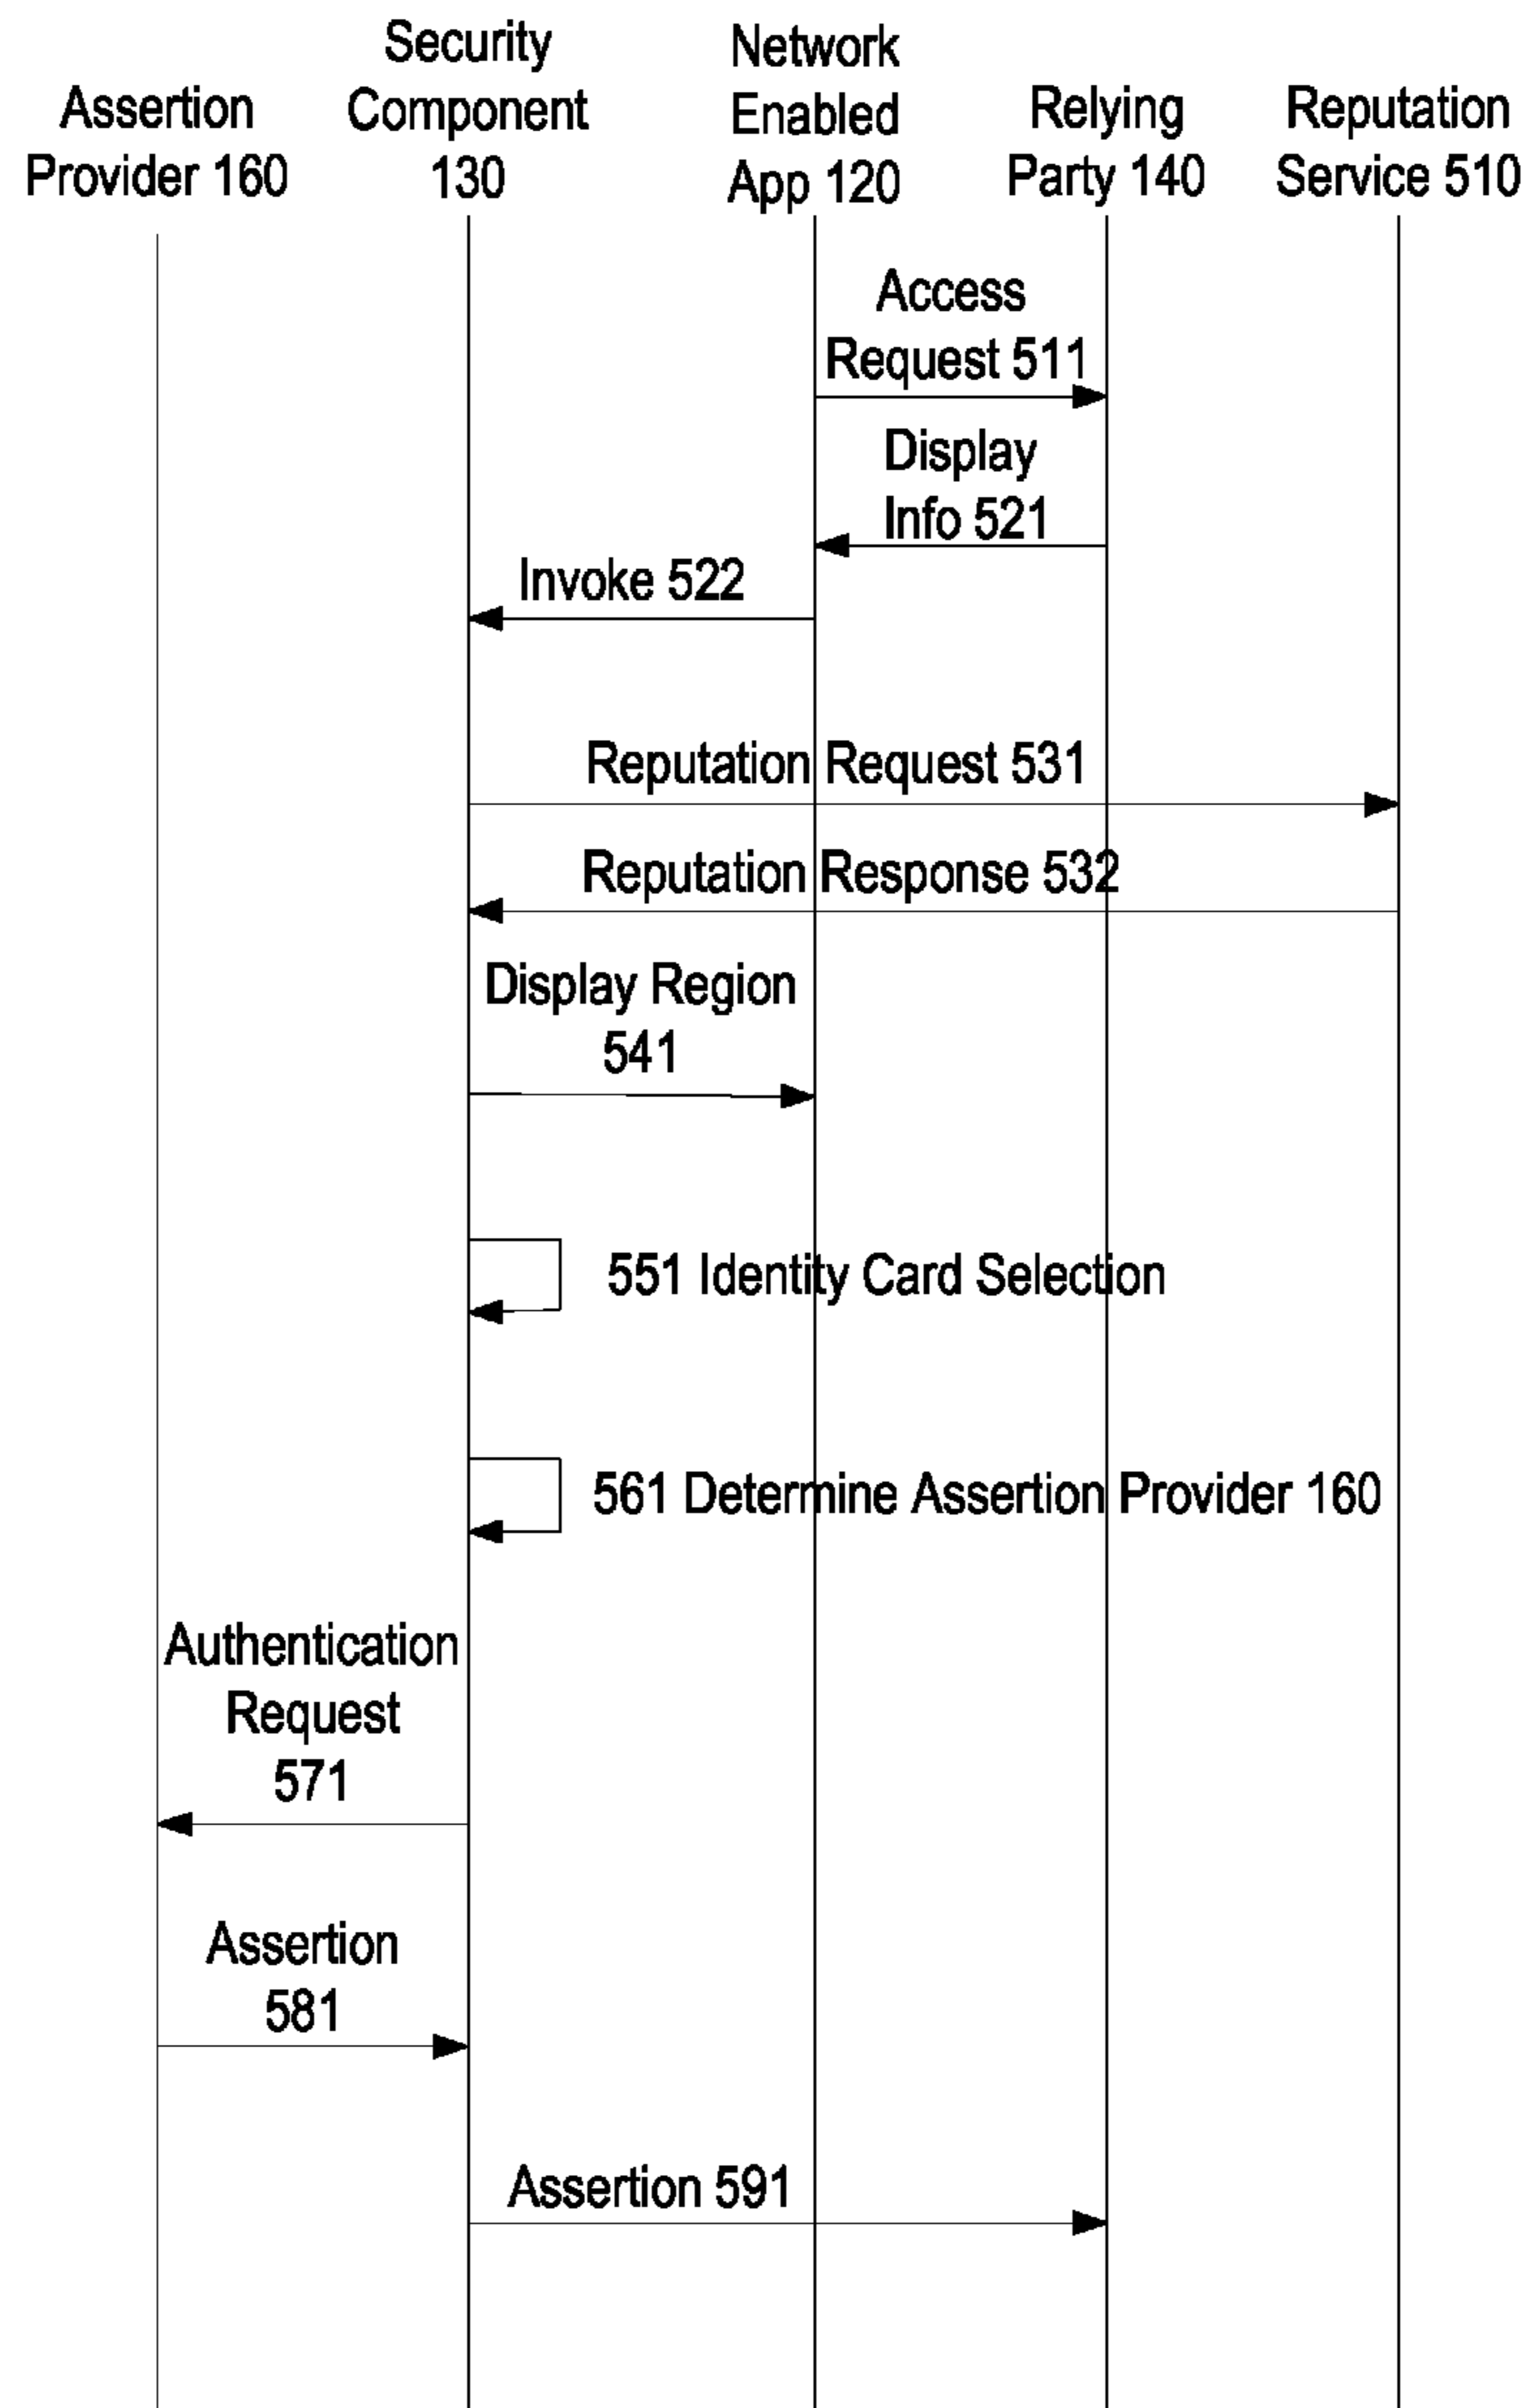 Assertion
Provider 160
Security
Component
130
Network
Enabled
App 120
Relying
Party 140
Reputation
Service 510
Access
Request 511
Display
Info 521
Invoke 522
Reputation Request 531
Reputation Response 532
Display Region
541
551 Identity Card Selection
561 Determine Assertion Provider 160
Authentication
Request
571
Assertion
581
Assertion 591